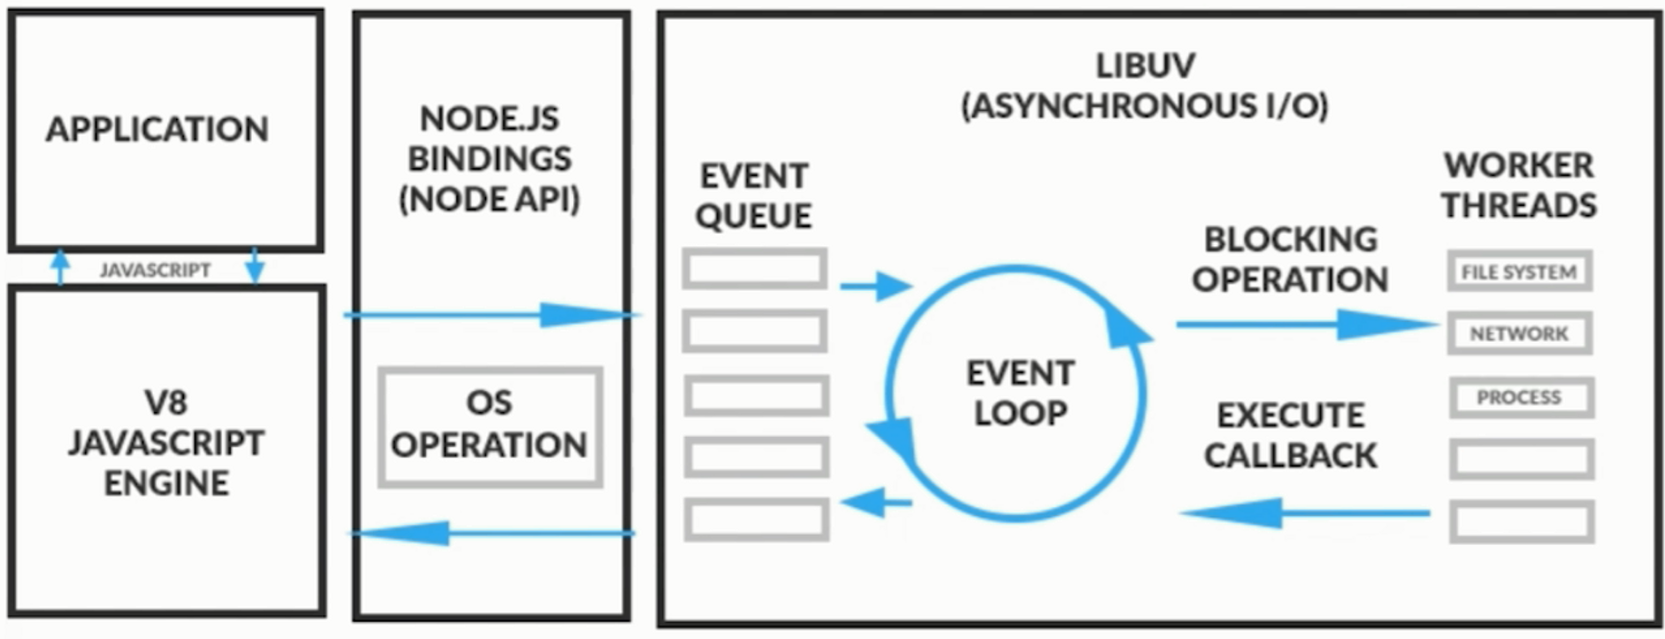 APPLICATION
JAVASCRIPT
V8
JAVASCRIPT
ENGINE
NODE.JS
BINDINGS
(NODE API)
OS
OPERATION
LIBUV
(ASYNCHRONOUS I/O)
EVENT
QUEUE
EVENT
LOOP
BLOCKING
OPERATION
EXECUTE
CALLBACK
WORKER
THREADS
FILE SYSTEM
NETWORK
PROCESS